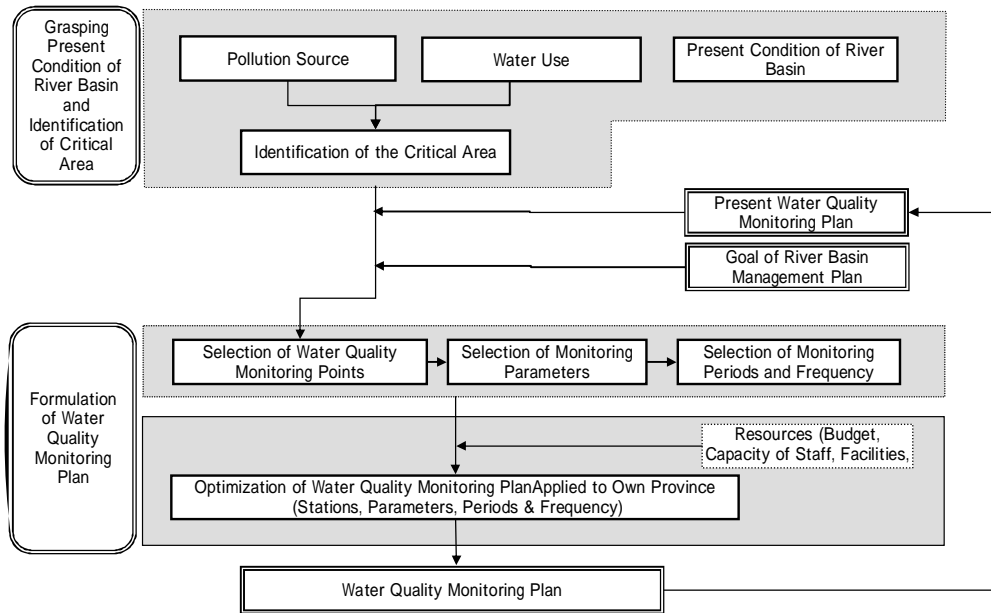 Grasping
Present
Condition of
River Basin
and
Identification
of Critical
Area
Pollution Source
Water Use
Present Condition of River
Basin
Identification of the Critical Area
Present Water Quality
Monitoring Plan
Goal of River Basin
Management Plan
Formulation
of Water
Quality
Monitoring
Plan
Selection of Water Quality
Monitoring Points
Selection of Monitoring
Parameters
Selection of Monitoring
Periods and Frequency
Resources (Budget,
Capacity of Staff, Facilities,
Optimization of Water Quality Monitoring PlanApplied to Own Province
(Stations, Parameters, Periods & Frequency)
Water Quality Monitoring Plan